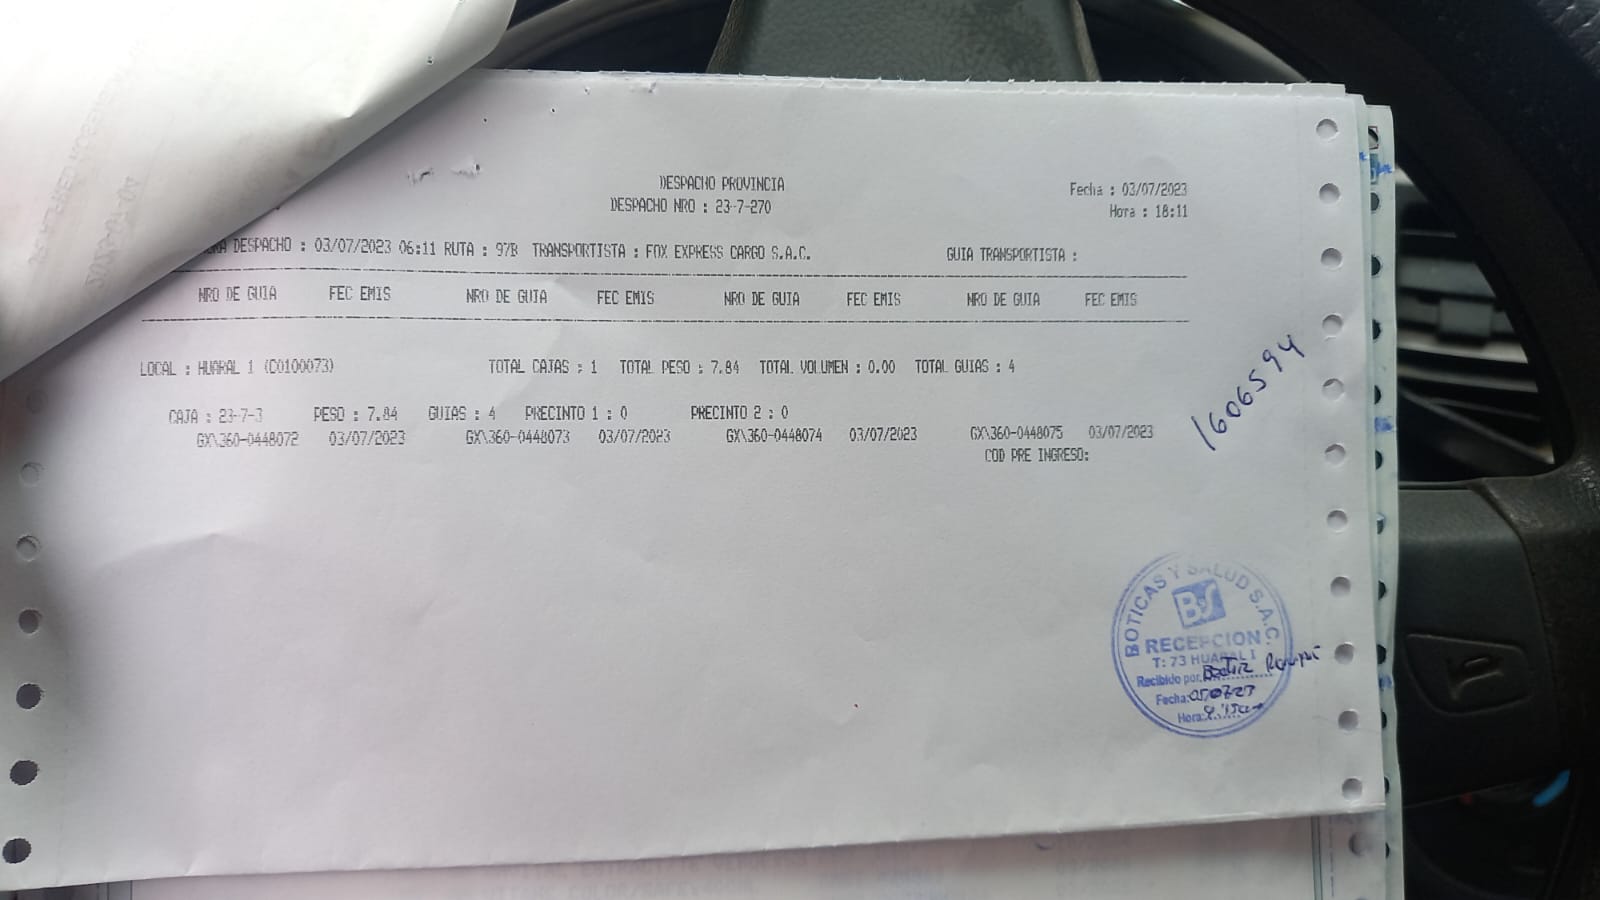 DESPACHO PROVINCIA
DESPACHO NRO : 23-7-270
Fecha : 03/07/2023
Hora : 18:11
DESPACHO : 03/07/2023 06:11 RUTA : 97B TRANSPORTISTA : FOX EXPRESS CARGO S.A.C. GUIA TRANSPORTISTA :
NRO DE GUIA FEC EMIS NRO DE GUIA FEC EMIS NRO DE GUIA FEC EMIS NRO DE GUIA FEC EMIS
LOCAL : HUARAL 1 (C0100073) TOTAL CAJAS : 1 TOTAL PESO : 7.84 TOTAL VOLUMEN : 0.00 TOTAL GUIAS : 4
CAJA : 23-7-3 PESO : 7.84 GUIAS : 4 PRECINTO 1 : 0 PRECINTO 2 : 0
GX\360-0448072 03/07/2023 GX\360-0448073 03/07/2023 GX\360-0448074 03/07/2023 GX\360-0448075 03/07/2023
COD PRE INGRESO:
1606594
BOTICAS Y SALUD S.A.C.
BS
RECEPCION
T: 73 HUARAL I
Recibido por:
Fecha:
Hora: